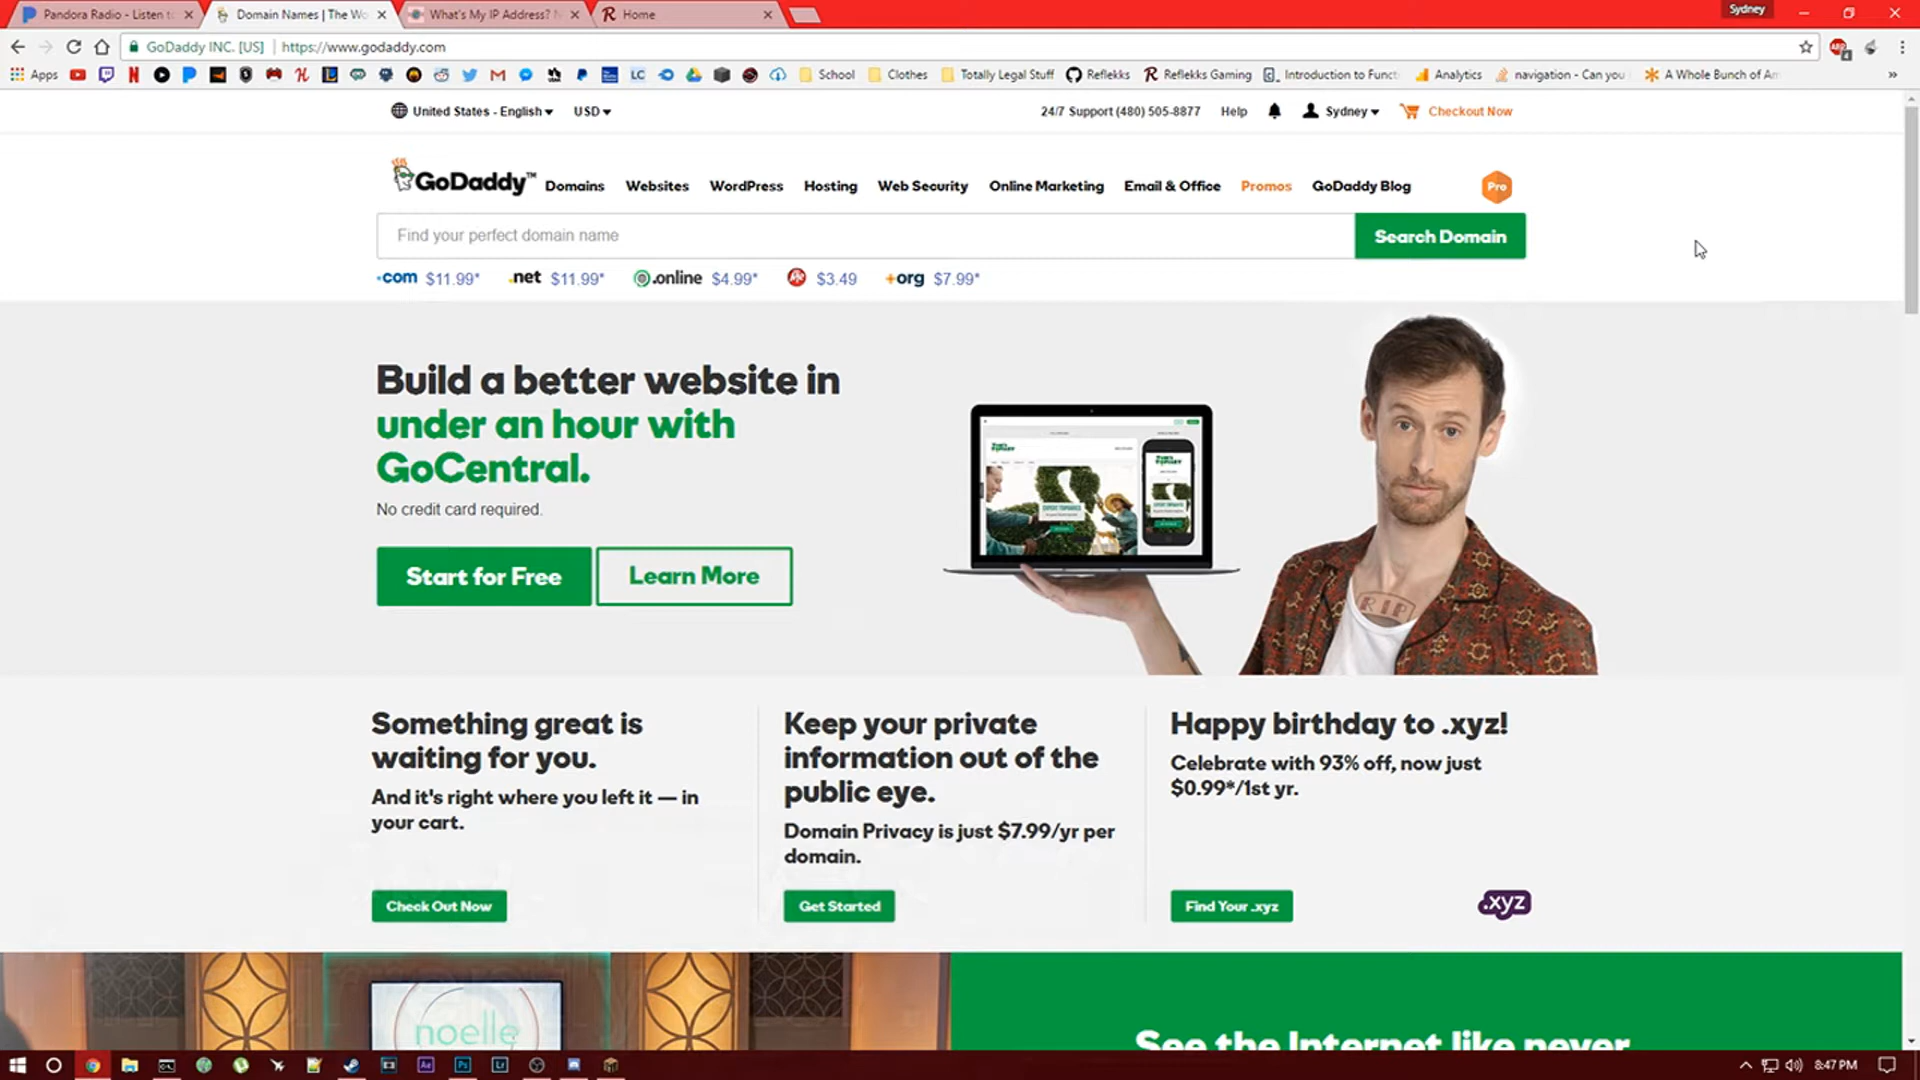 Pandora Radio - Listen to
Domain Names | The Wo
What's My IP Address?
Home
Sydney
GoDaddy INC. [US]
https://www.godaddy.com
Apps
LC
School
Clothes
Totally Legal Stuff
Reflekks
Reflekks Gaming
Introduction to Funct
Analytics
navigation - Can you
A Whole Bunch of Am
United States - English
USD
24/7 Support (480) 505-8877
Help
Sydney
Checkout Now
GoDaddy™
Domains
Websites
WordPress
Hosting
Web Security
Online Marketing
Email & Office
Promos
GoDaddy Blog
Pro
Find your perfect domain name
Search Domain
.com $11.99*
.net $11.99*
.online $4.99*
$3.49
.org $7.99*
Build a better website in
under an hour with
GoCentral.
No credit card required.
Start for Free
Learn More
RIP
Something great is
waiting for you.
And it's right where you left it — in
your cart.
Check Out Now
Keep your private
information out of the
public eye.
Domain Privacy is just $7.99/yr per
domain.
Get Started
Happy birthday to .xyz!
Celebrate with 93% off, now just
$0.99*/1st yr.
Find Your .xyz
.xyz
noelle
See the Internet like never
Ae
Ps
Lr
8:47 PM